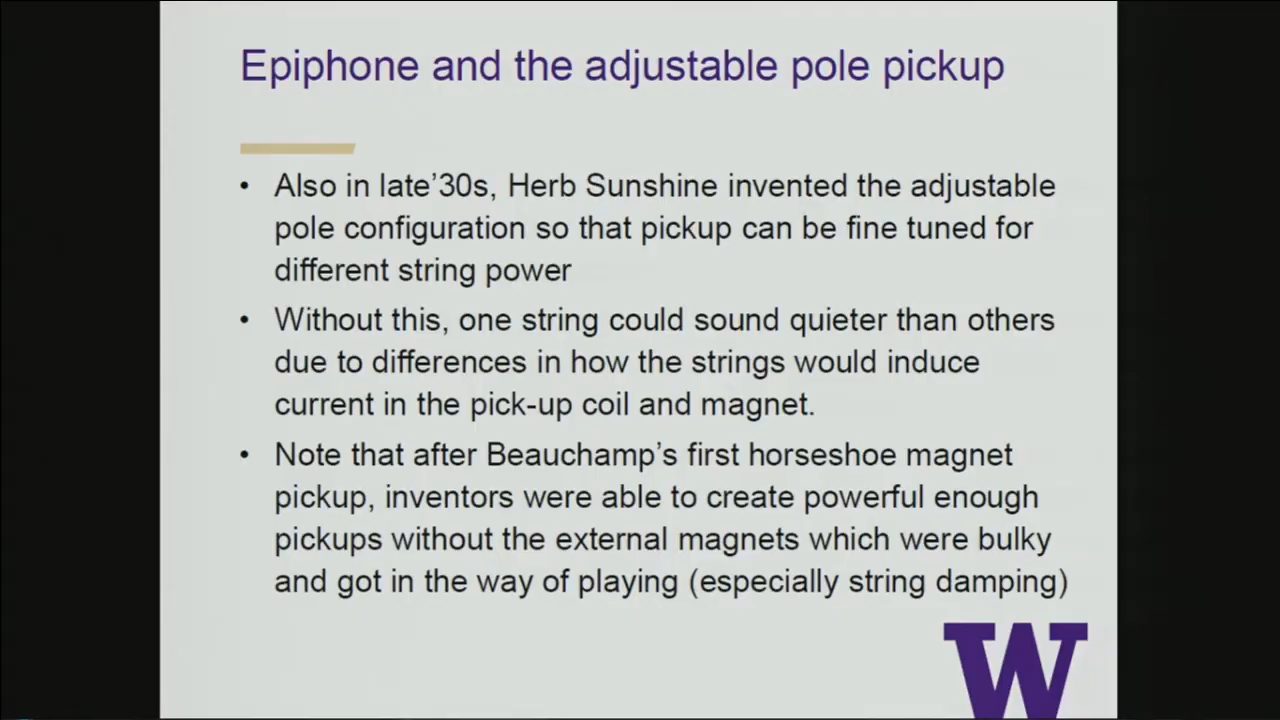 Epiphone and the adjustable pole pickup
• Also in late’30s, Herb Sunshine invented the adjustable
pole configuration so that pickup can be fine tuned for
different string power
• Without this, one string could sound quieter than others
due to differences in how the strings would induce
current in the pick-up coil and magnet.
• Note that after Beauchamp’s first horseshoe magnet
pickup, inventors were able to create powerful enough
pickups without the external magnets which were bulky
and got in the way of playing (especially string damping)
W